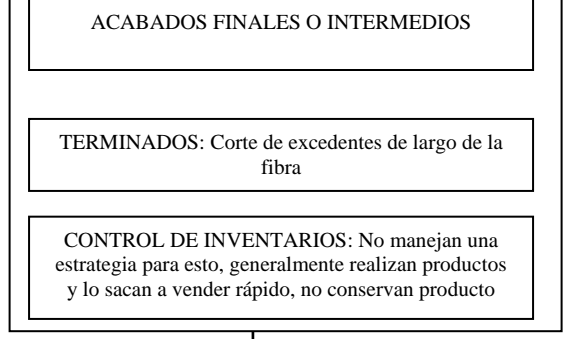 ACABADOS FINALES O INTERMEDIOS
TERMINADOS: Corte de excedentes de largo de la
fibra
CONTROL DE INVENTARIOS: No manejan una
estrategia para esto, generalmente realizan productos
y lo sacan a vender rápido, no conservan producto